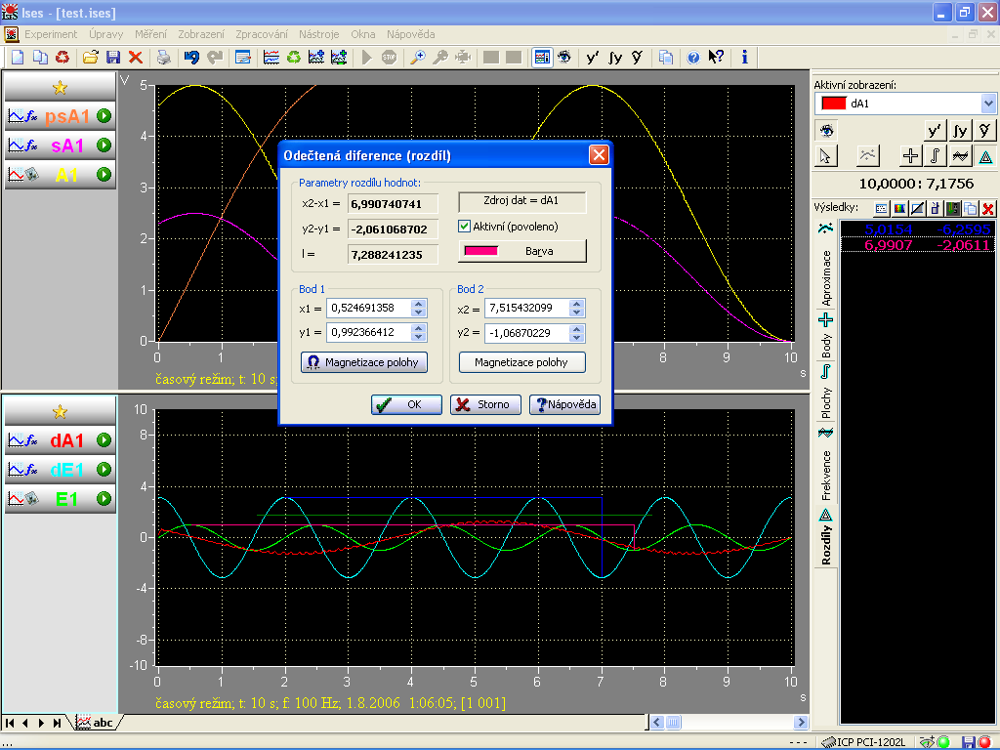 Ises - [test.ises]
Experiment Úpravy Měření Zobrazení Zpracování Nástroje Okna Nápověda
y' ∫y ỹ i
psA1
sA1
A1
V
5
4
3
2
1
0
0 1 8 9 10
s
časový režim; t: 10 s;
Odečtená diference (rozdíl)
Parametry rozdílu hodnot:
x2-x1 = 6,990740741
y2-y1 = -2,061068702
l = 7,288241235
Zdroj dat = dA1
Aktivní (povoleno)
Barva
Bod 1
x1 = 0,524691358
y1 = 0,992366412
Magnetizace polohy
Bod 2
x2 = 7,515432099
y2 = -1,06870229
Magnetizace polohy
OK Storno Nápověda
Aktivní zobrazení:
dA1
y' ∫y ỹ
10,0000 : 7,1756
Výsledky:
5,0154 -6,2595
6,9907 -2,0611
Aproximace
Body
Plochy
Frekvence
Rozdíly
dA1
dE1
E1
10
8
4
0
-4
-8
-10
0 1 2 3 4 5 6 7 8 9 10
s
časový režim; t: 10 s; f: 100 Hz; 1.8.2006 1:06:05; [1 001]
abc
... - - - ICP PCI-1202L